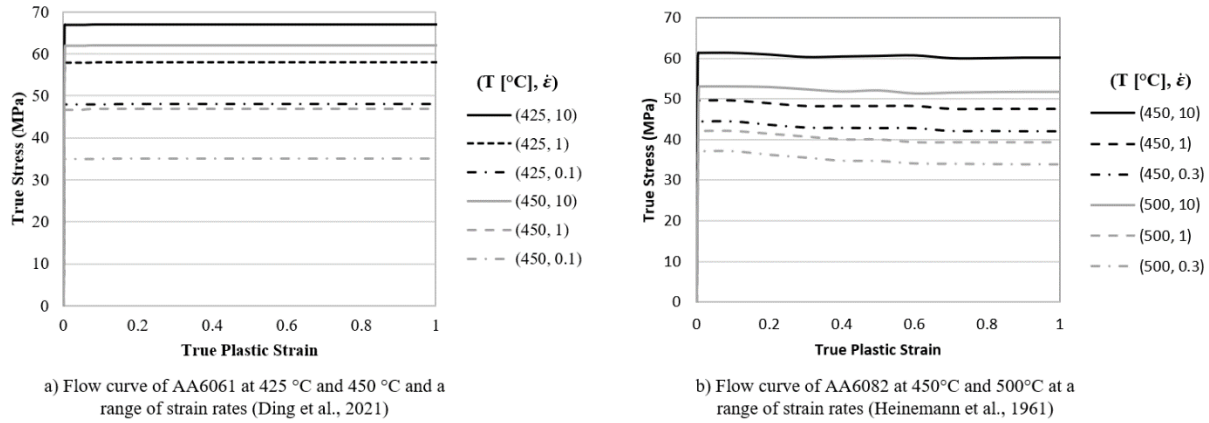 70
60
50
40
30
20
10
0
True Stress (MPa)
0 0.2 0.4 0.6 0.8 1
True Plastic Strain
(T [°C], ε̇)
(425, 10)
(425, 1)
(425, 0.1)
(450, 10)
(450, 1)
(450, 0.1)
a) Flow curve of AA6061 at 425 °C and 450 °C and a
range of strain rates (Ding et al., 2021)
70
60
50
40
30
20
10
0
True Stress (MPa)
0 0.2 0.4 0.6 0.8 1
True Plastic Strain
(T [°C], ε̇)
(450, 10)
(450, 1)
(450, 0.3)
(500, 10)
(500, 1)
(500, 0.3)
b) Flow curve of AA6082 at 450°C and 500°C at a
range of strain rates (Heinemann et al., 1961)